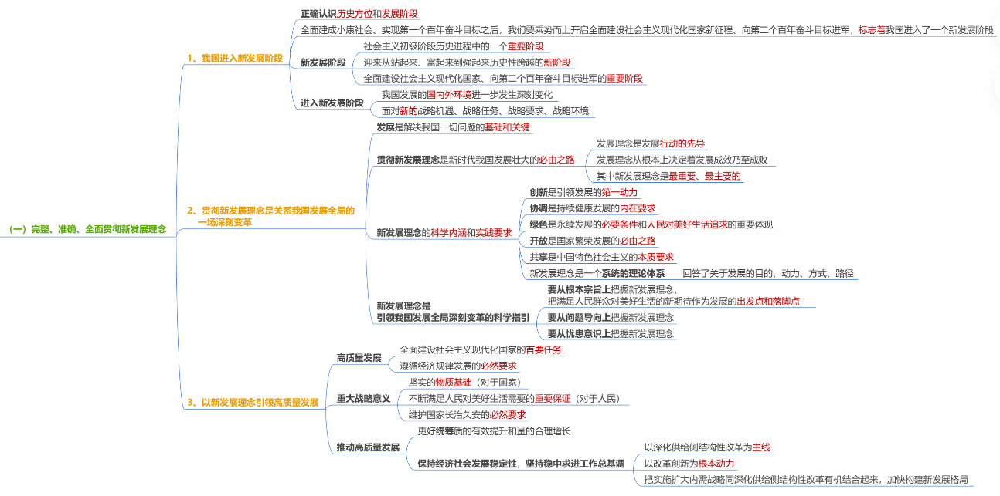 （一）完整、准确、全面贯彻新发展理念
1、我国进入新发展阶段
正确认识历史方位和发展阶段
全面建成小康社会、实现第一个百年奋斗目标之后，我们要乘势而上开启全面建设社会主义现代化国家新征程、向第二个百年奋斗目标进军，标志着我国进入了一个新发展阶段
新发展阶段
社会主义初级阶段历史进程中的一个重要阶段
迎来从站起来、富起来到强起来历史性跨越的新阶段
全面建设社会主义现代化国家、向第二个百年奋斗目标进军的重要阶段
进入新发展阶段
我国发展的国内外环境进一步发生深刻变化
面对新的战略机遇、战略任务、战略要求、战略环境
2、贯彻新发展理念是关系我国发展全局的
一场深刻变革
发展是解决我国一切问题的基础和关键
贯彻新发展理念是新时代我国发展壮大的必由之路
发展理念是发展行动的先导
发展理念从根本上决定着发展成效乃至成败
其中新发展理念是最重要、最主要的
新发展理念的科学内涵和实践要求
创新是引领发展的第一动力
协调是持续健康发展的内在要求
绿色是永续发展的必要条件和人民对美好生活追求的重要体现
开放是国家繁荣发展的必由之路
共享是中国特色社会主义的本质要求
新发展理念是一个系统的理论体系 回答了关于发展的目的、动力、方式、路径
新发展理念是
引领我国发展全局深刻变革的科学指引
要从根本宗旨上把握新发展理念，
把满足人民群众对美好生活的新期待作为发展的出发点和落脚点
要从问题导向上把握新发展理念
要从忧患意识上把握新发展理念
3、以新发展理念引领高质量发展
高质量发展
全面建设社会主义现代化国家的首要任务
遵循经济规律发展的必然要求
重大战略意义
坚实的物质基础（对于国家）
不断满足人民对美好生活需要的重要保证（对于人民）
维护国家长治久安的必然要求
推动高质量发展
更好统筹质的有效提升和量的合理增长
保持经济社会发展稳定性，坚持稳中求进工作总基调
以深化供给侧结构性改革为主线
以改革创新为根本动力
把实施扩大内需战略同深化供给侧结构性改革有机结合起来，加快构建新发展格局